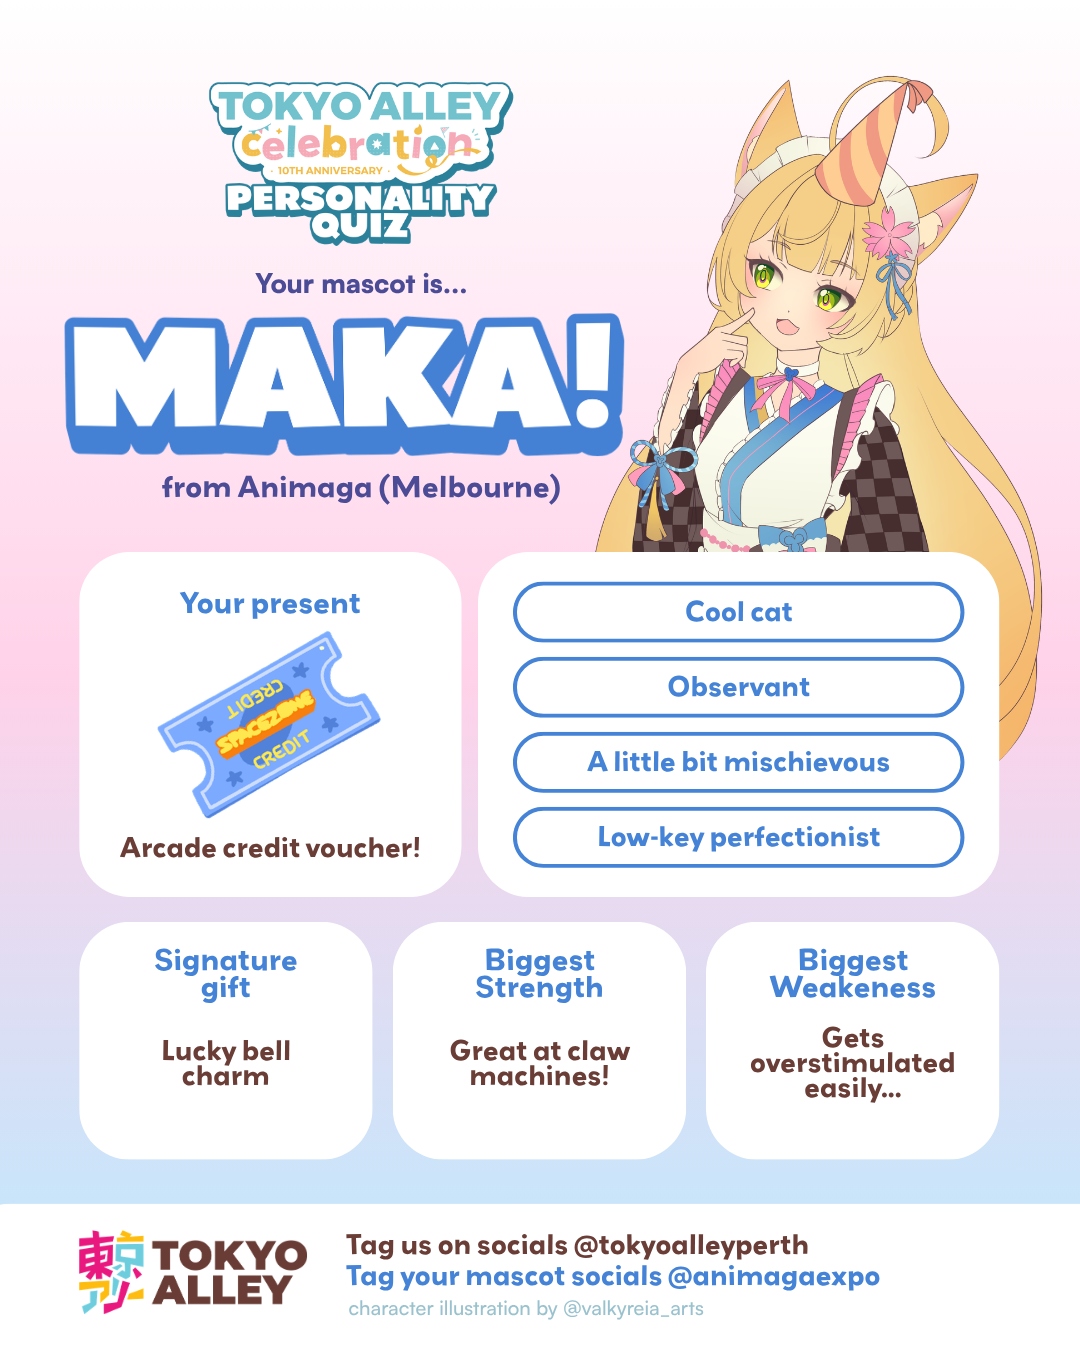 TOKYO ALLEY
celebration
· 10TH ANNIVERSARY ·
PERSONALITY
QUIZ
Your mascot is...
MAKA!
from Animaga (Melbourne)
Your present
CREDIT
SPACEZONE
CREDIT
Arcade credit voucher!
Cool cat
Observant
A little bit mischievous
Low-key perfectionist
Signature
gift
Lucky bell
charm
Biggest
Strength
Great at claw
machines!
Biggest
Weakeness
Gets
overstimulated
easily...
東京
アリー
TOKYO
ALLEY
Tag us on socials @tokyoalleyperth
Tag your mascot socials @animagaexpo
character illustration by @valkyreia_arts